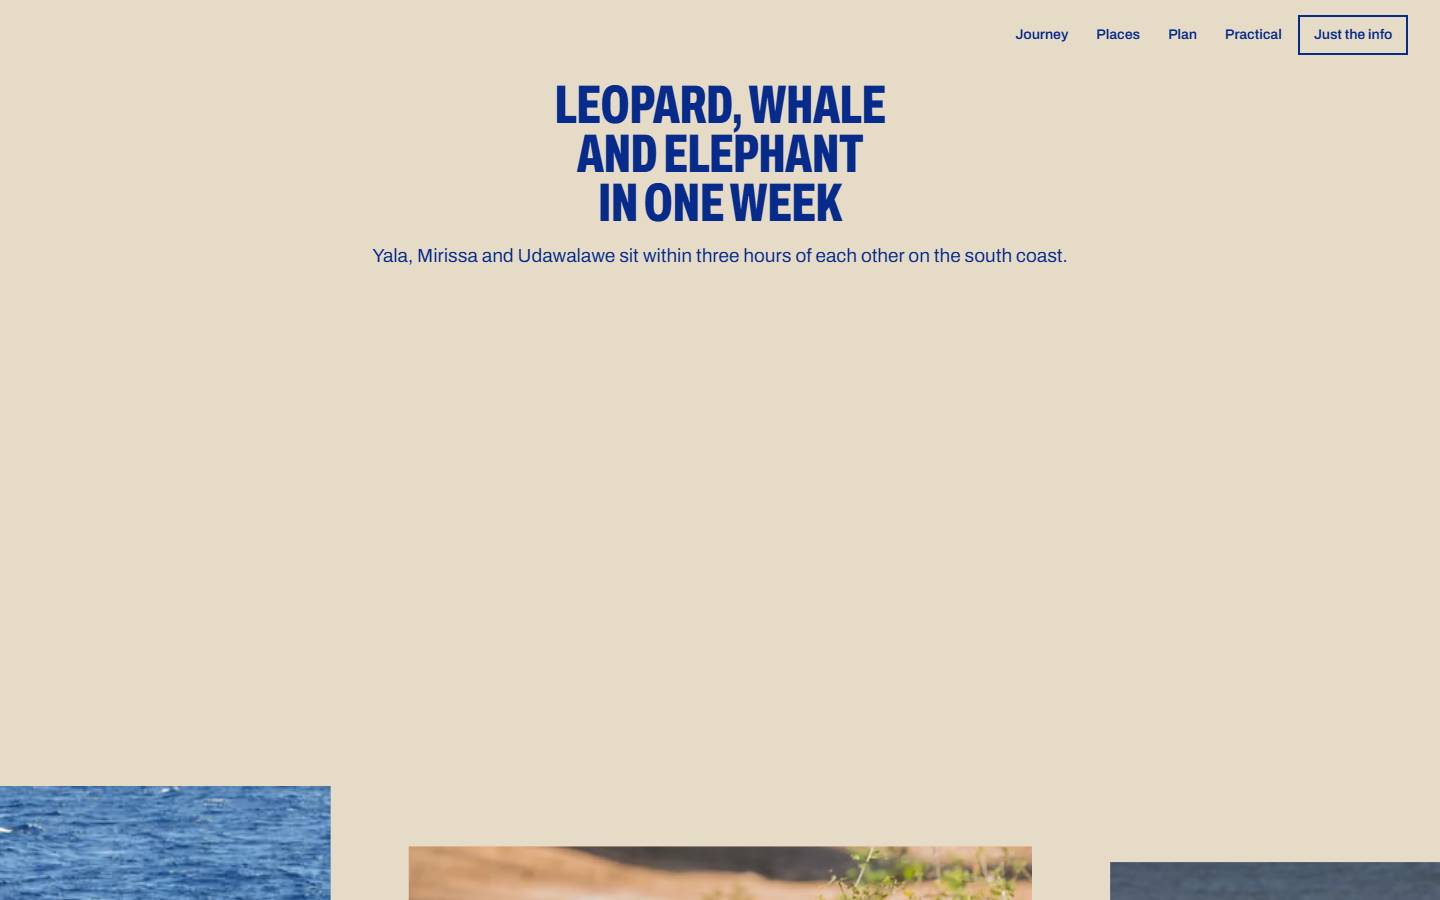 Journey Places Plan Practical Just the info
LEOPARD, WHALE
AND ELEPHANT
IN ONE WEEK
Yala, Mirissa and Udawalawe sit within three hours of each other on the south coast.